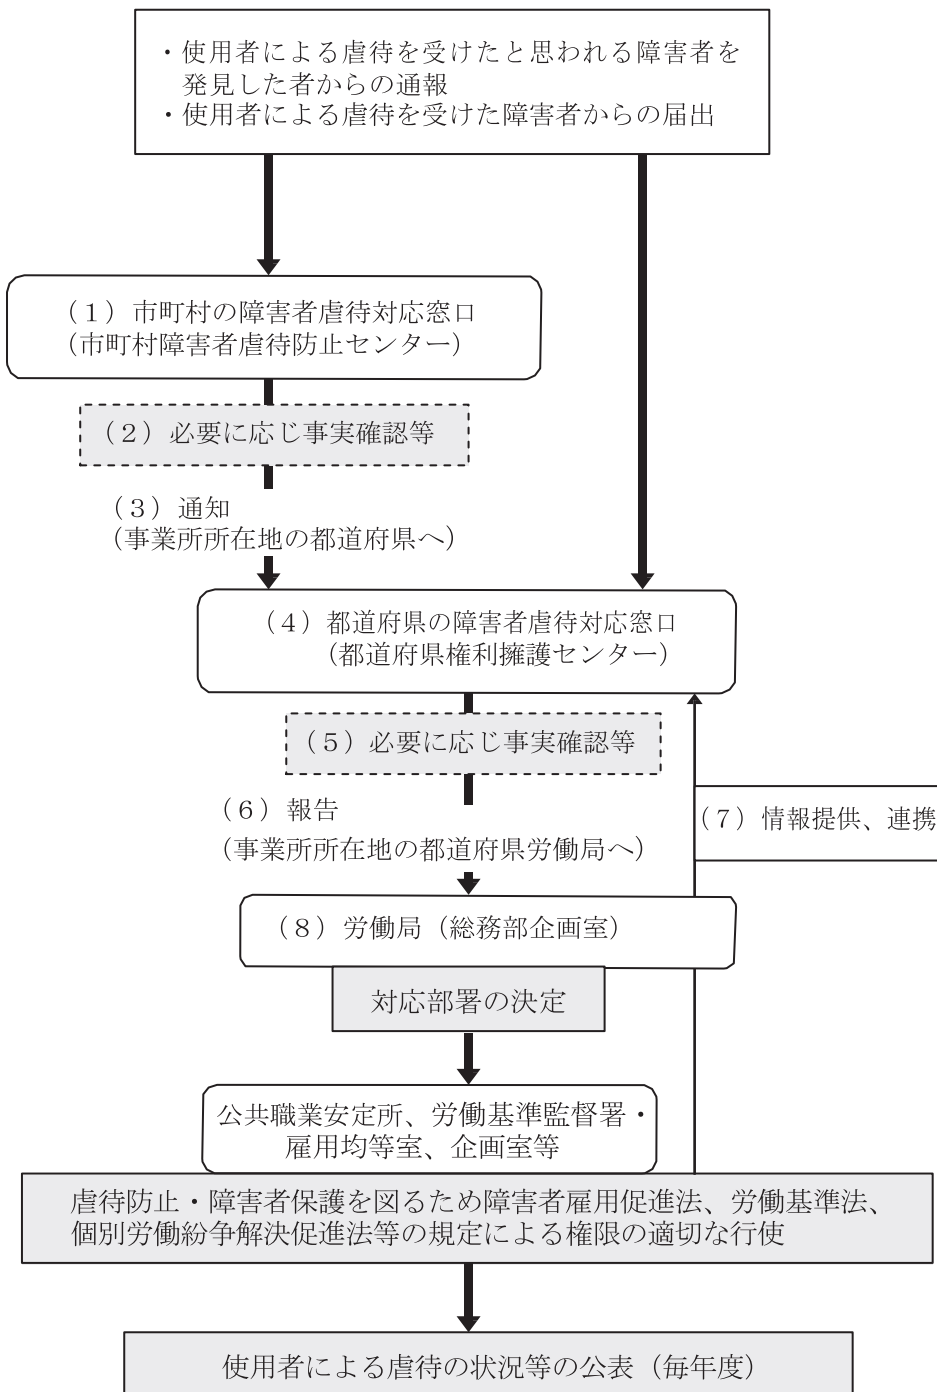 ・使用者による虐待を受けたと思われる障害者を
発見した者からの通報
・使用者による虐待を受けた障害者からの届出
（１）市町村の障害者虐待対応窓口
（市町村障害者虐待防止センター）
（２）必要に応じ事実確認等
（３）通知
（事業所所在地の都道府県へ）
（４）都道府県の障害者虐待対応窓口
（都道府県権利擁護センター）
（５）必要に応じ事実確認等
（６）報告
（事業所所在地の都道府県労働局へ）
（７）情報提供、連携
（８）労働局（総務部企画室）
対応部署の決定
公共職業安定所、労働基準監督署・
雇用均等室、企画室等
虐待防止・障害者保護を図るため障害者雇用促進法、労働基準法、
個別労働紛争解決促進法等の規定による権限の適切な行使
使用者による虐待の状況等の公表（毎年度）